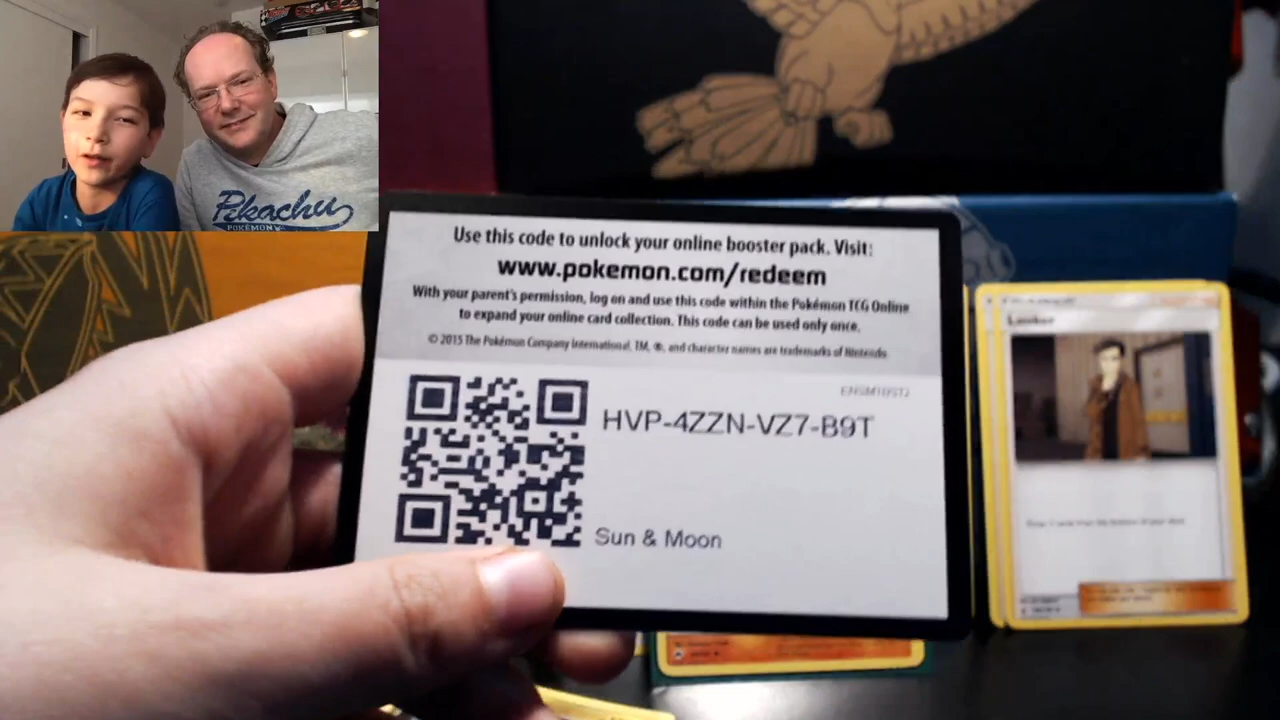 Pikachu
POKÉMON
Use this code to unlock your online booster pack. Visit:
www.pokemon.com/redeem
With your parent's permission, log on and use this code within the Pokémon TCG Online
to expand your online card collection. This code can be used only once.
© 2015 The Pokémon Company International, TM, ®, and character names are trademarks of Nintendo
HVP-4ZZN-VZ7-B9T
Sun & Moon
Looker